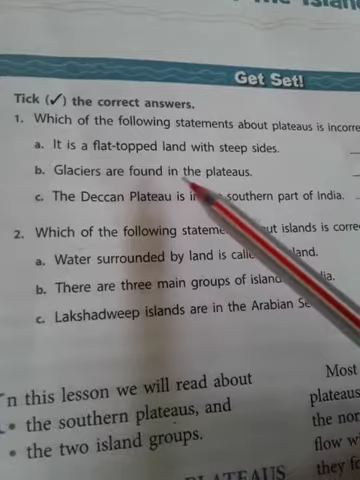 Get Set!
Tick (✓) the correct answers.
1. Which of the following statements about plateaus is
a. It is a flat-topped land with steep sides.
b. Glaciers are found in the plateaus.
c. The Deccan Plateau is in southern part of India.
2. Which of the following islands is
a. Water surrounded by land is
b. There are three main groups of
c. Lakshadweep islands are in the Arabian
In this lesson we will read about
• the southern plateaus, and
• the two island groups.
Most
plateaus
the
flow
they